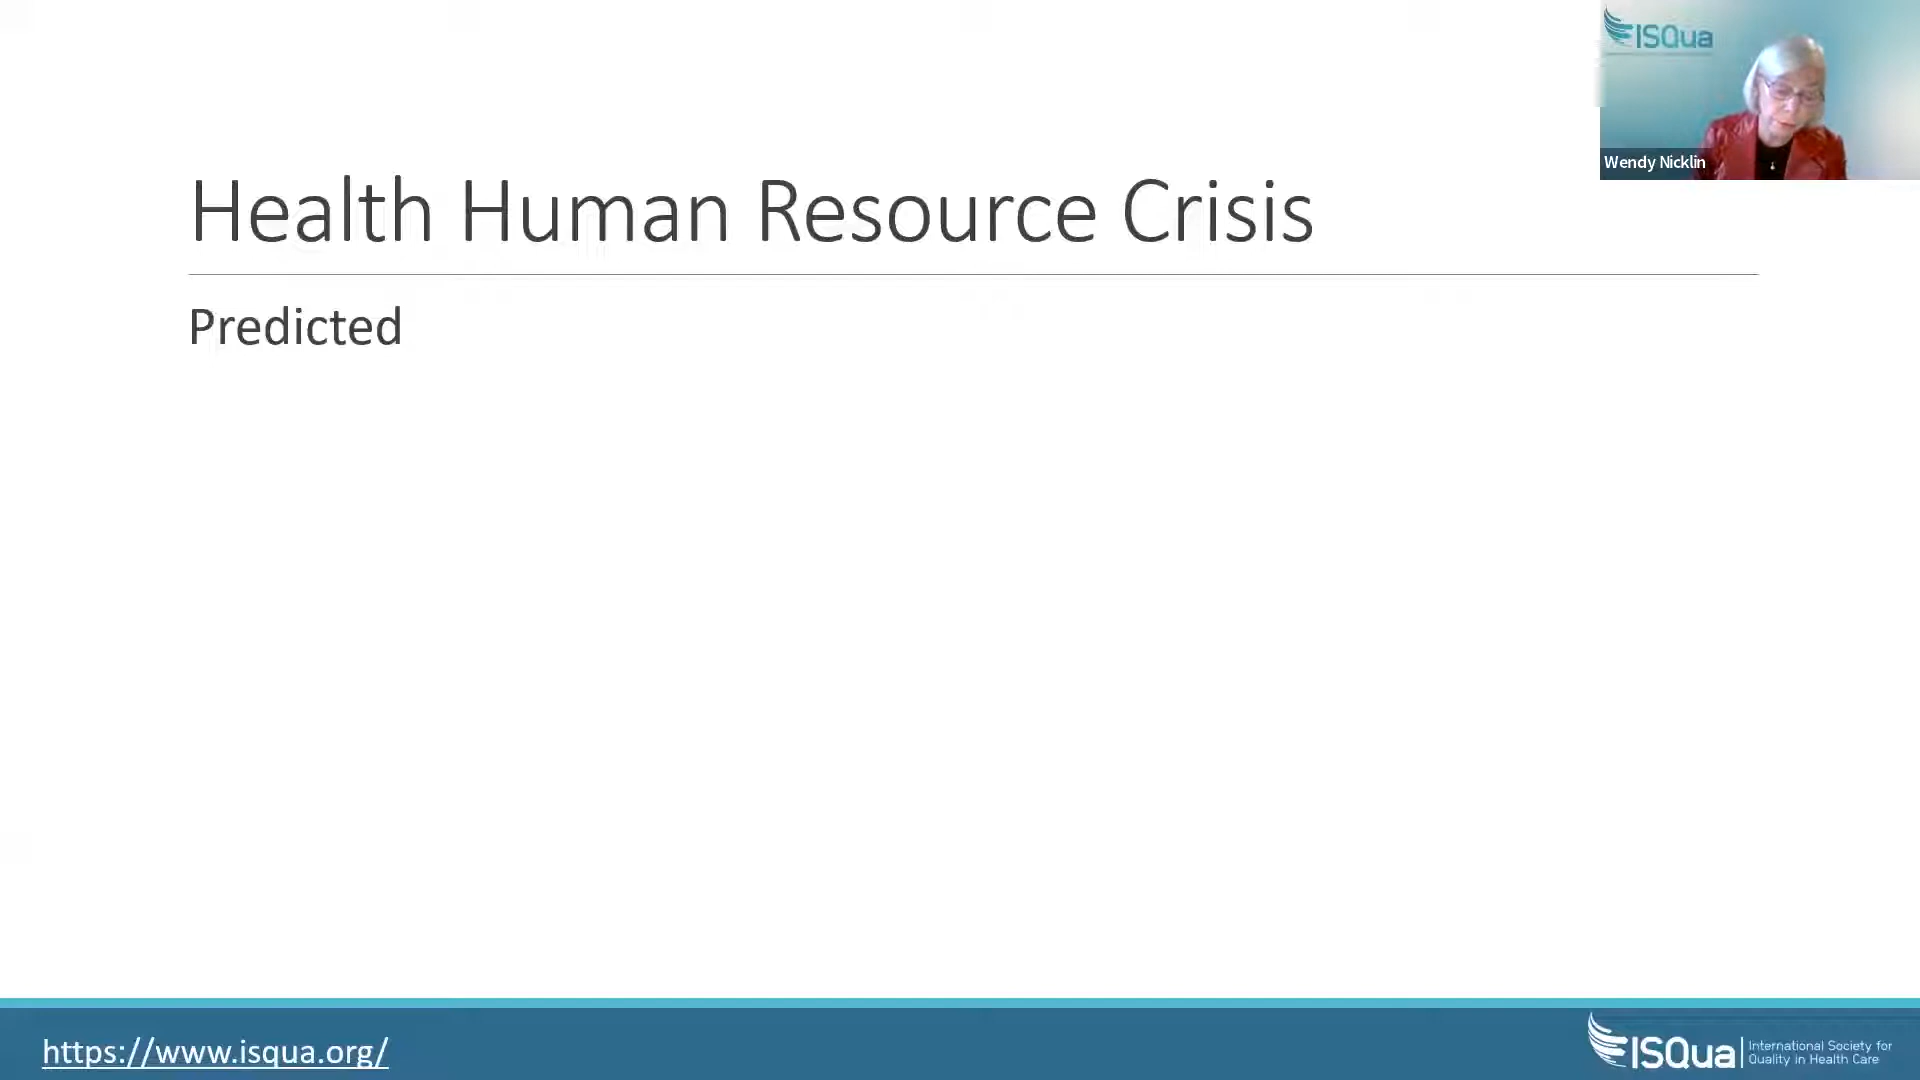 ISQua
Wendy Nicklin
Health Human Resource Crisis
Predicted
https://www.isqua.org/
ISQua
International Society for
Quality in Health Care